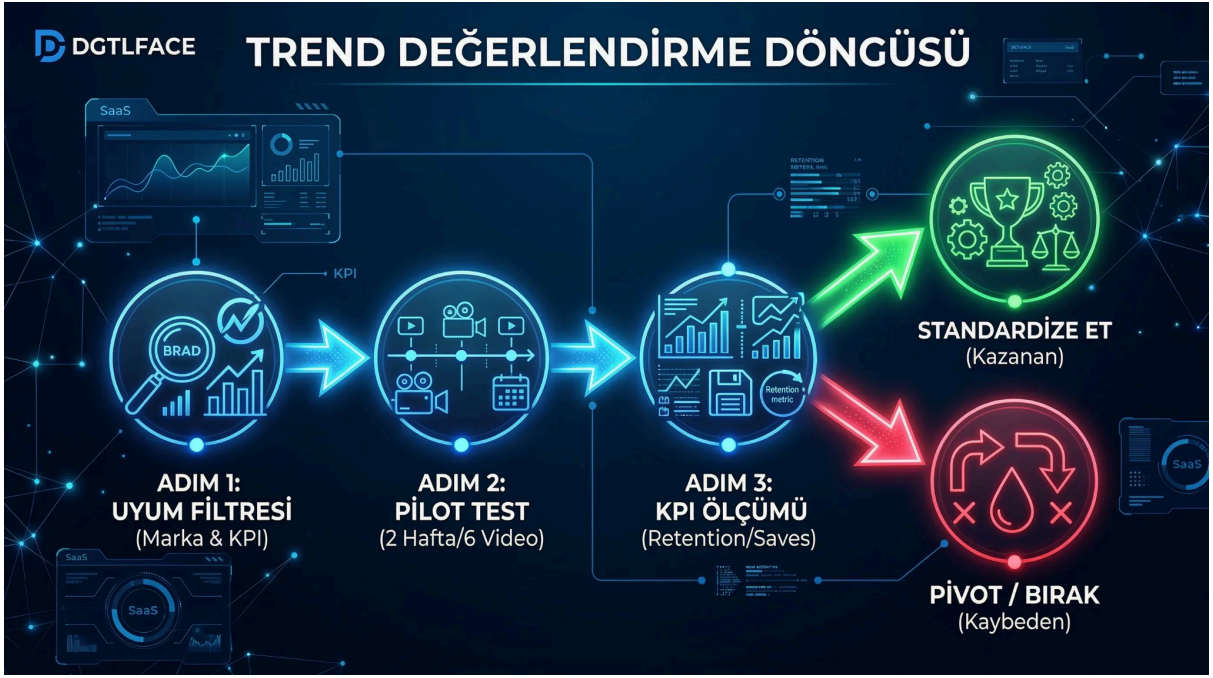 DGTLFACE
TREND DEĞERLENDİRME DÖNGÜSÜ
SaaS
KPI
BRAD
Retention
metric
ADIM 1:
UYUM FİLTRESİ
(Marka & KPI)
ADIM 2:
PİLOT TEST
(2 Hafta/6 Video)
ADIM 3:
KPI ÖLÇÜMÜ
(Retention/Saves)
STANDARDİZE ET
(Kazanan)
PİVOT / BIRAK
(Kaybeden)
SaaS
SaaS
SaaS